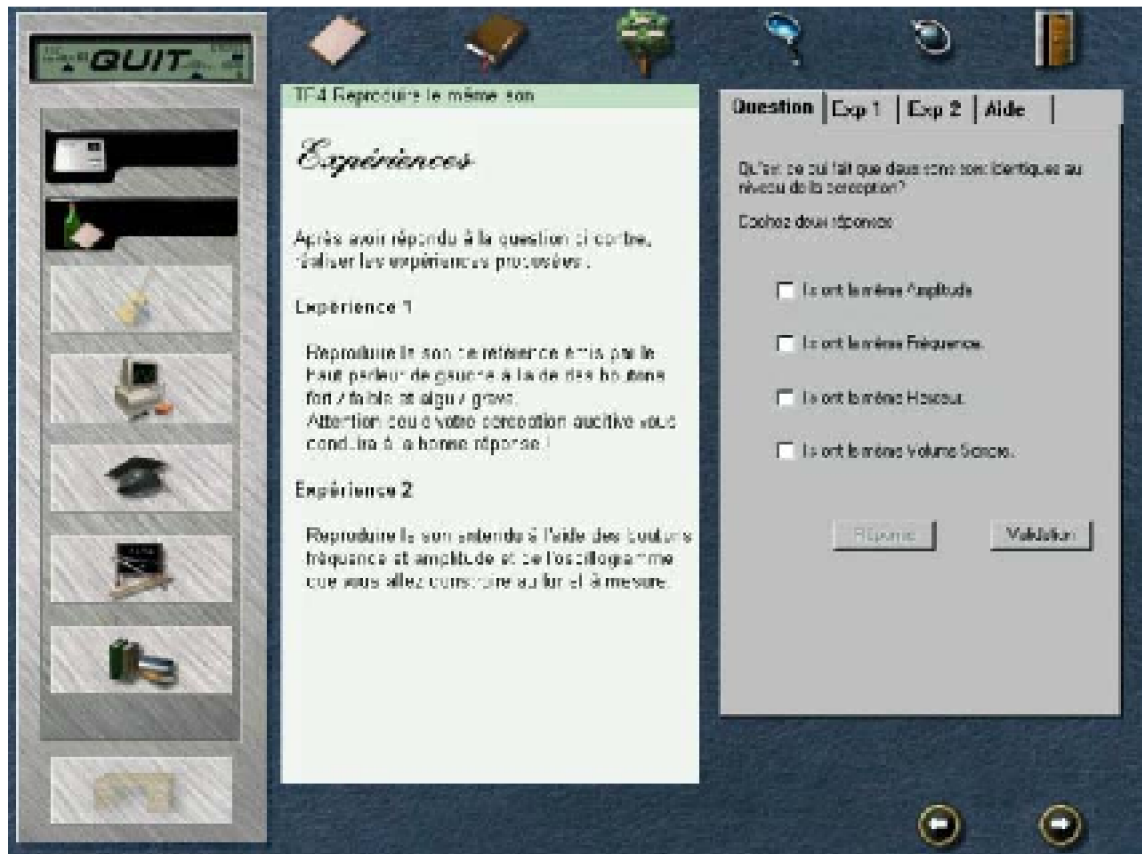 QUIT
TP4 Reproduire le même son
Expériences
Après avoir répondu à la question ci contre,
réaliser les expériences proposées.
Expérience 1
Reproduire le son de référence émis par le
haut parleur de gauche à l'aide des boutons
fort / faible et aigu / grave.
Attention seule votre perception auditive vous
conduira à la bonne réponse !
Expérience 2
Reproduire le son entendu à l'aide des boutons
fréquence et amplitude et de l'oscillogramme
que vous allez construire au fur et à mesure.
Question Exp 1 Exp 2 Aide
Qu'est ce qui fait que deux sons sont identiques au
niveau de la perception?
Cochez deux réponses
Ils ont la même Amplitude
Ils ont la même Fréquence.
Ils ont la même Hauteur.
Ils ont le même Volume Sonore.
Réponse Validation